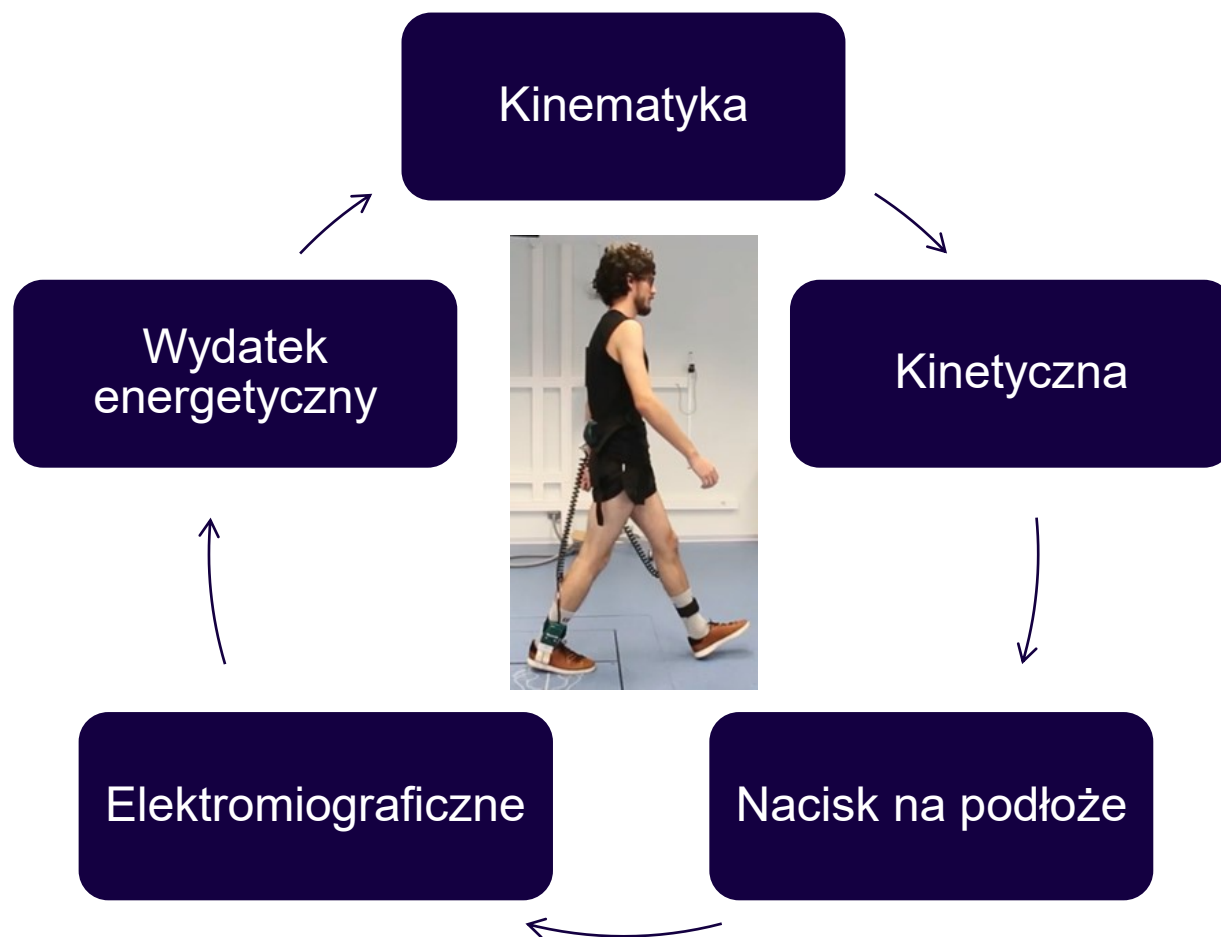 Kinematyka
Kinetyczna
Nacisk na podłoże
Elektromiograficzne
Wydatek
energetyczny